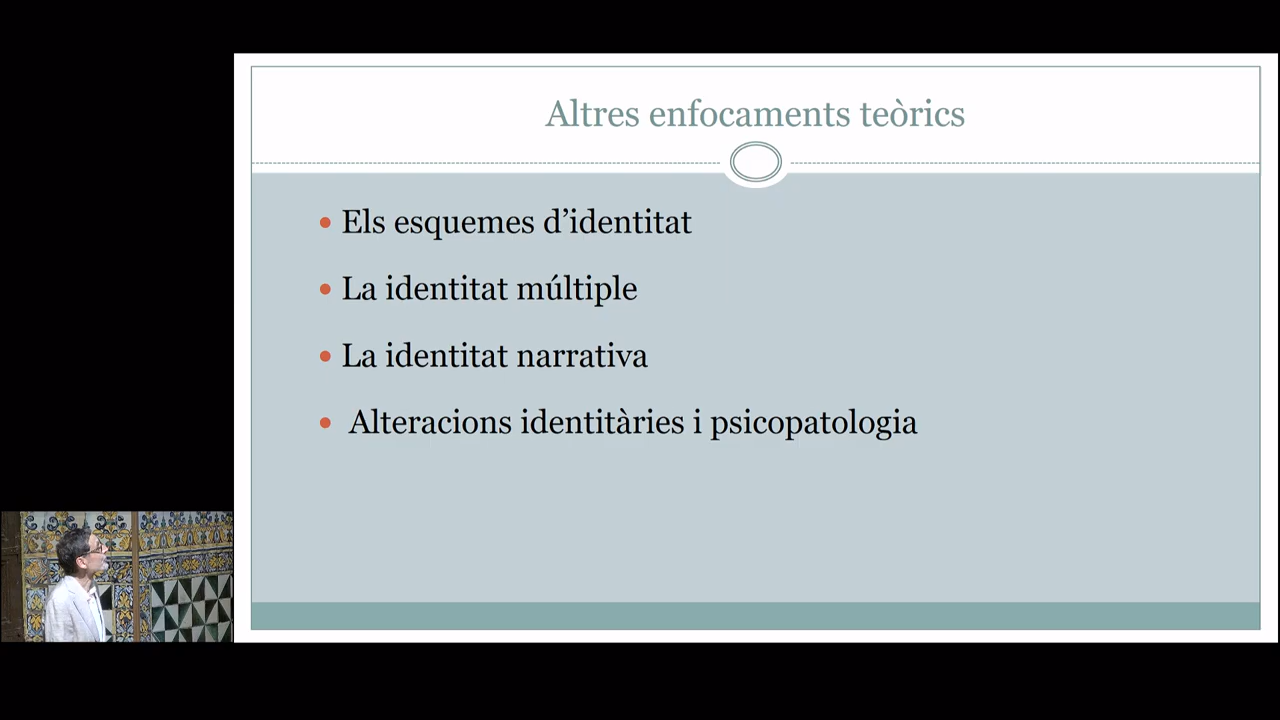 Altres enfocaments teòrics
Els esquemes d’identitat
La identitat múltiple
La identitat narrativa
Alteracions identitàries i psicopatologia